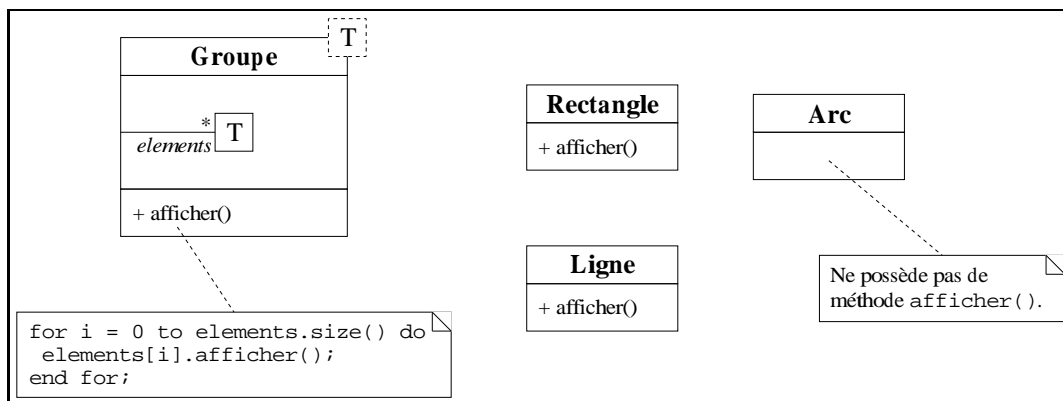 T
Groupe
*
elements
T
+ afficher()
for i = 0 to elements.size() do
elements[i].afficher();
end for;
Rectangle
+ afficher()
Ligne
+ afficher()
Arc
Ne possède pas de
méthode afficher().